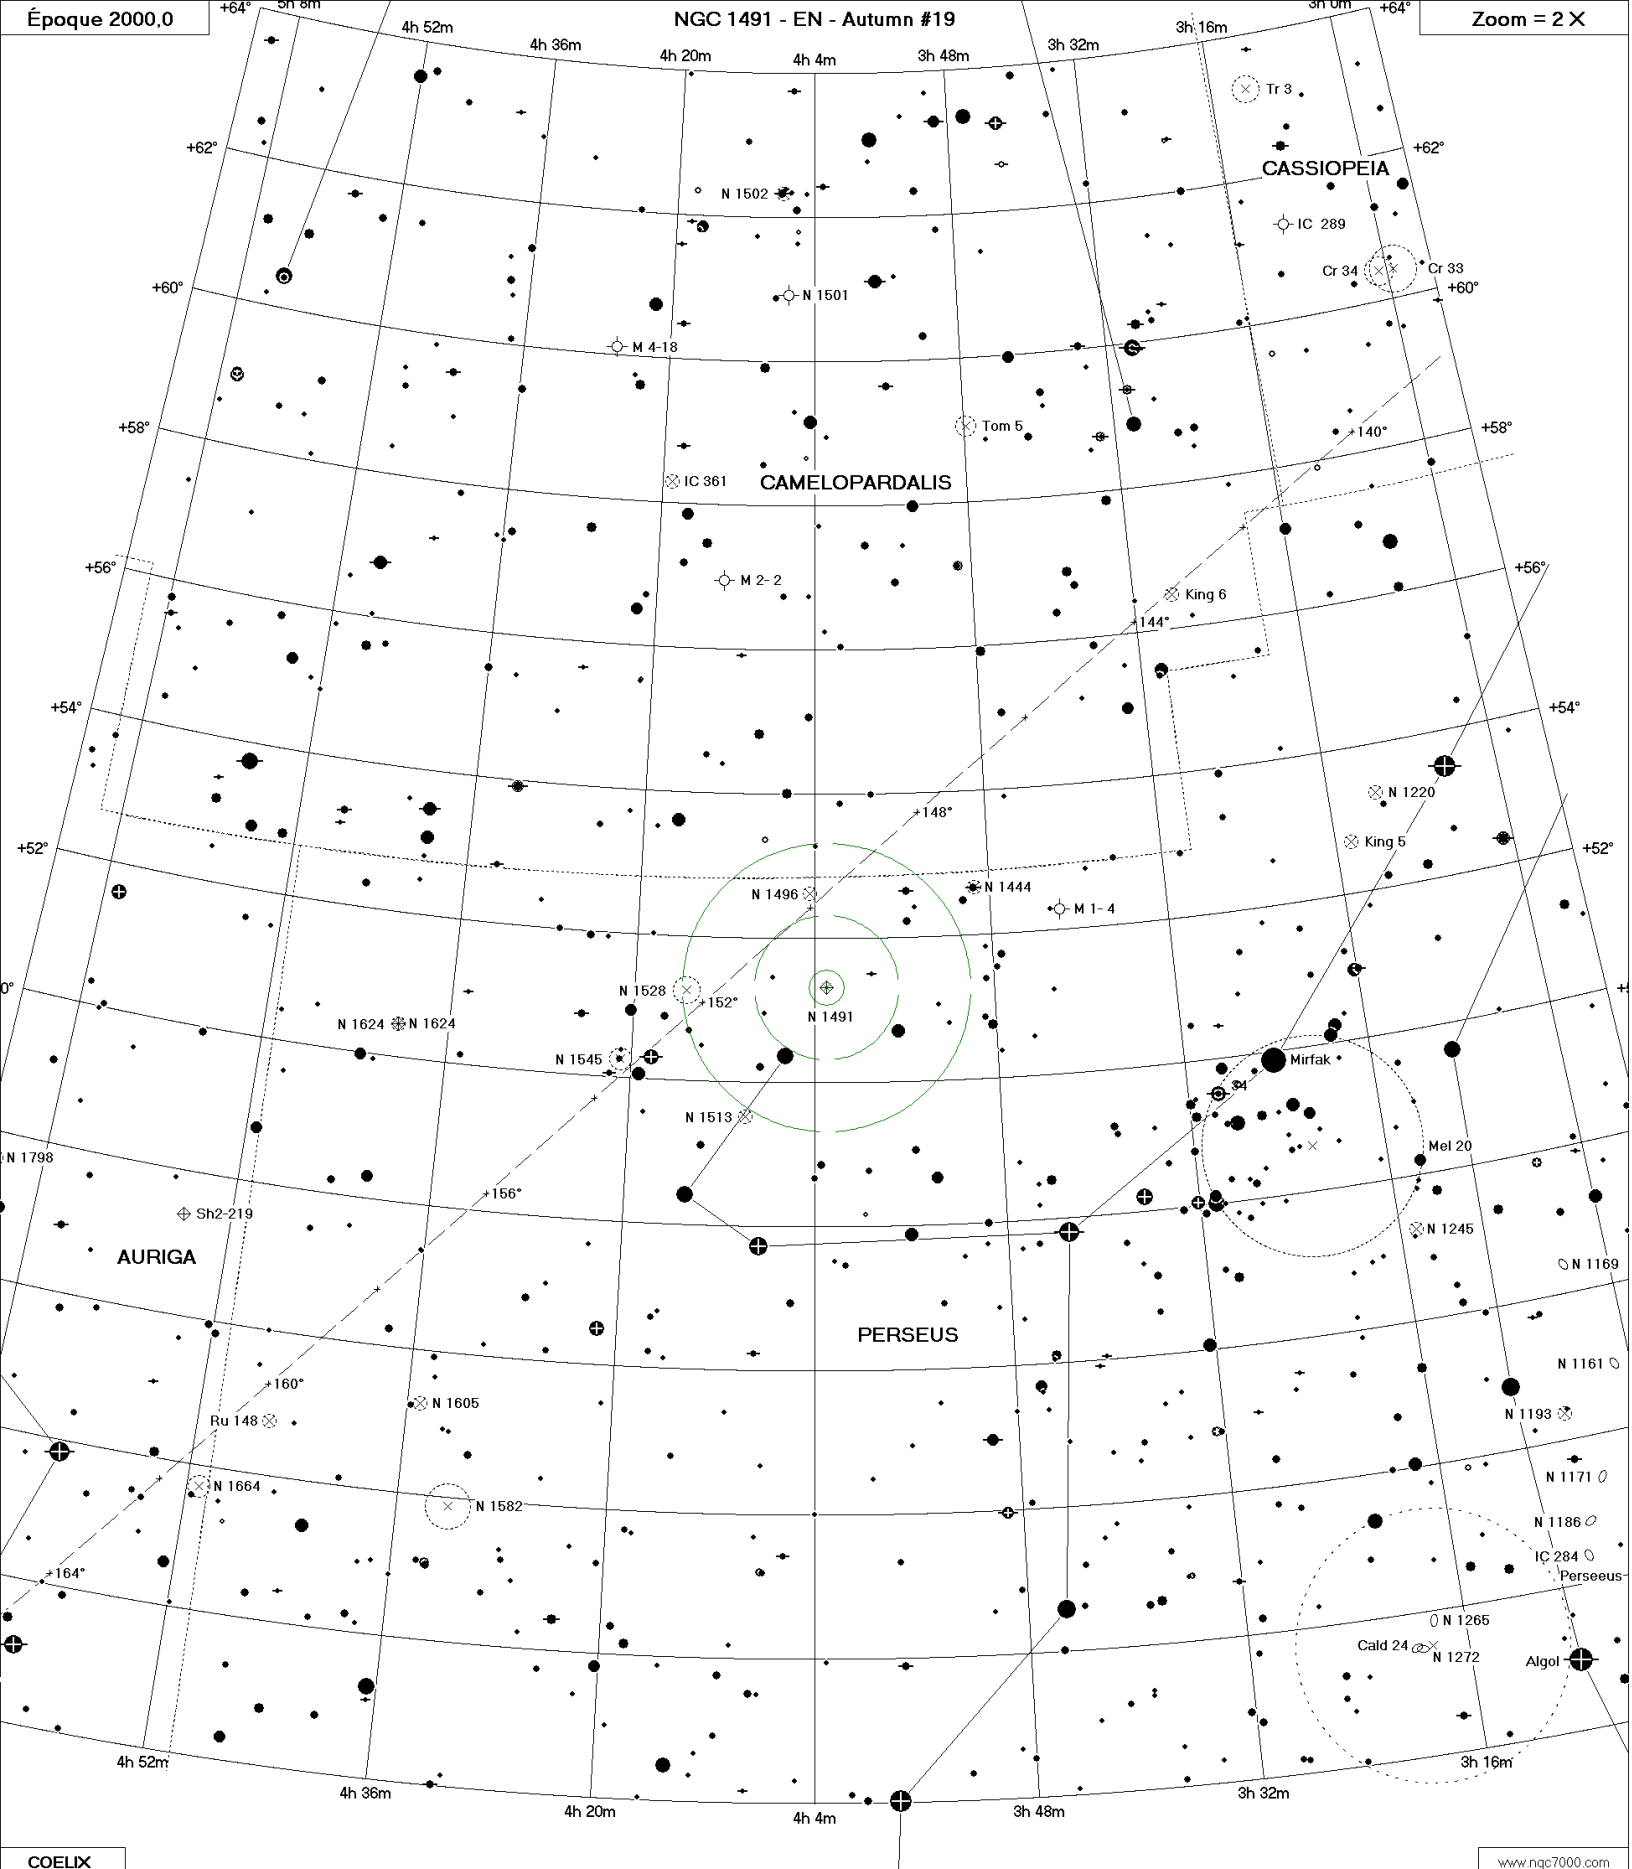 Époque 2000,0
NGC 1491 - EN - Autumn #19
Zoom = 2 X
+64°
5h 8m
4h 52m
4h 36m
4h 20m
4h 4m
3h 48m
3h 32m
3h 16m
3h 0m
+64°
Tr 3
+62°
+62°
CASSIOPEIA
N 1502
IC 289
Cr 34
Cr 33
+60°
+60°
N 1501
M 4-18
+58°
+58°
Tom 5
140°
IC 361
CAMELOPARDALIS
+56°
+56°
M 2- 2
King 6
144°
+54°
+54°
N 1220
148°
King 5
+52°
+52°
N 1496
N 1444
M 1- 4
0°
N 1528
152°
N 1491
N 1624
N 1624
N 1545
Mirfak
34
N 1513
Mel 20
N 1798
156°
Sh2-219
N 1245
AURIGA
N 1169
PERSEUS
N 1161
160°
N 1605
N 1193
Ru 148
N 1171
N 1664
N 1582
N 1186
IC 284
164°
Perseeus
N 1265
Cald 24
N 1272
Algol
4h 52m
4h 36m
4h 20m
4h 4m
3h 48m
3h 32m
3h 16m
COELIX
www.ngc7000.com